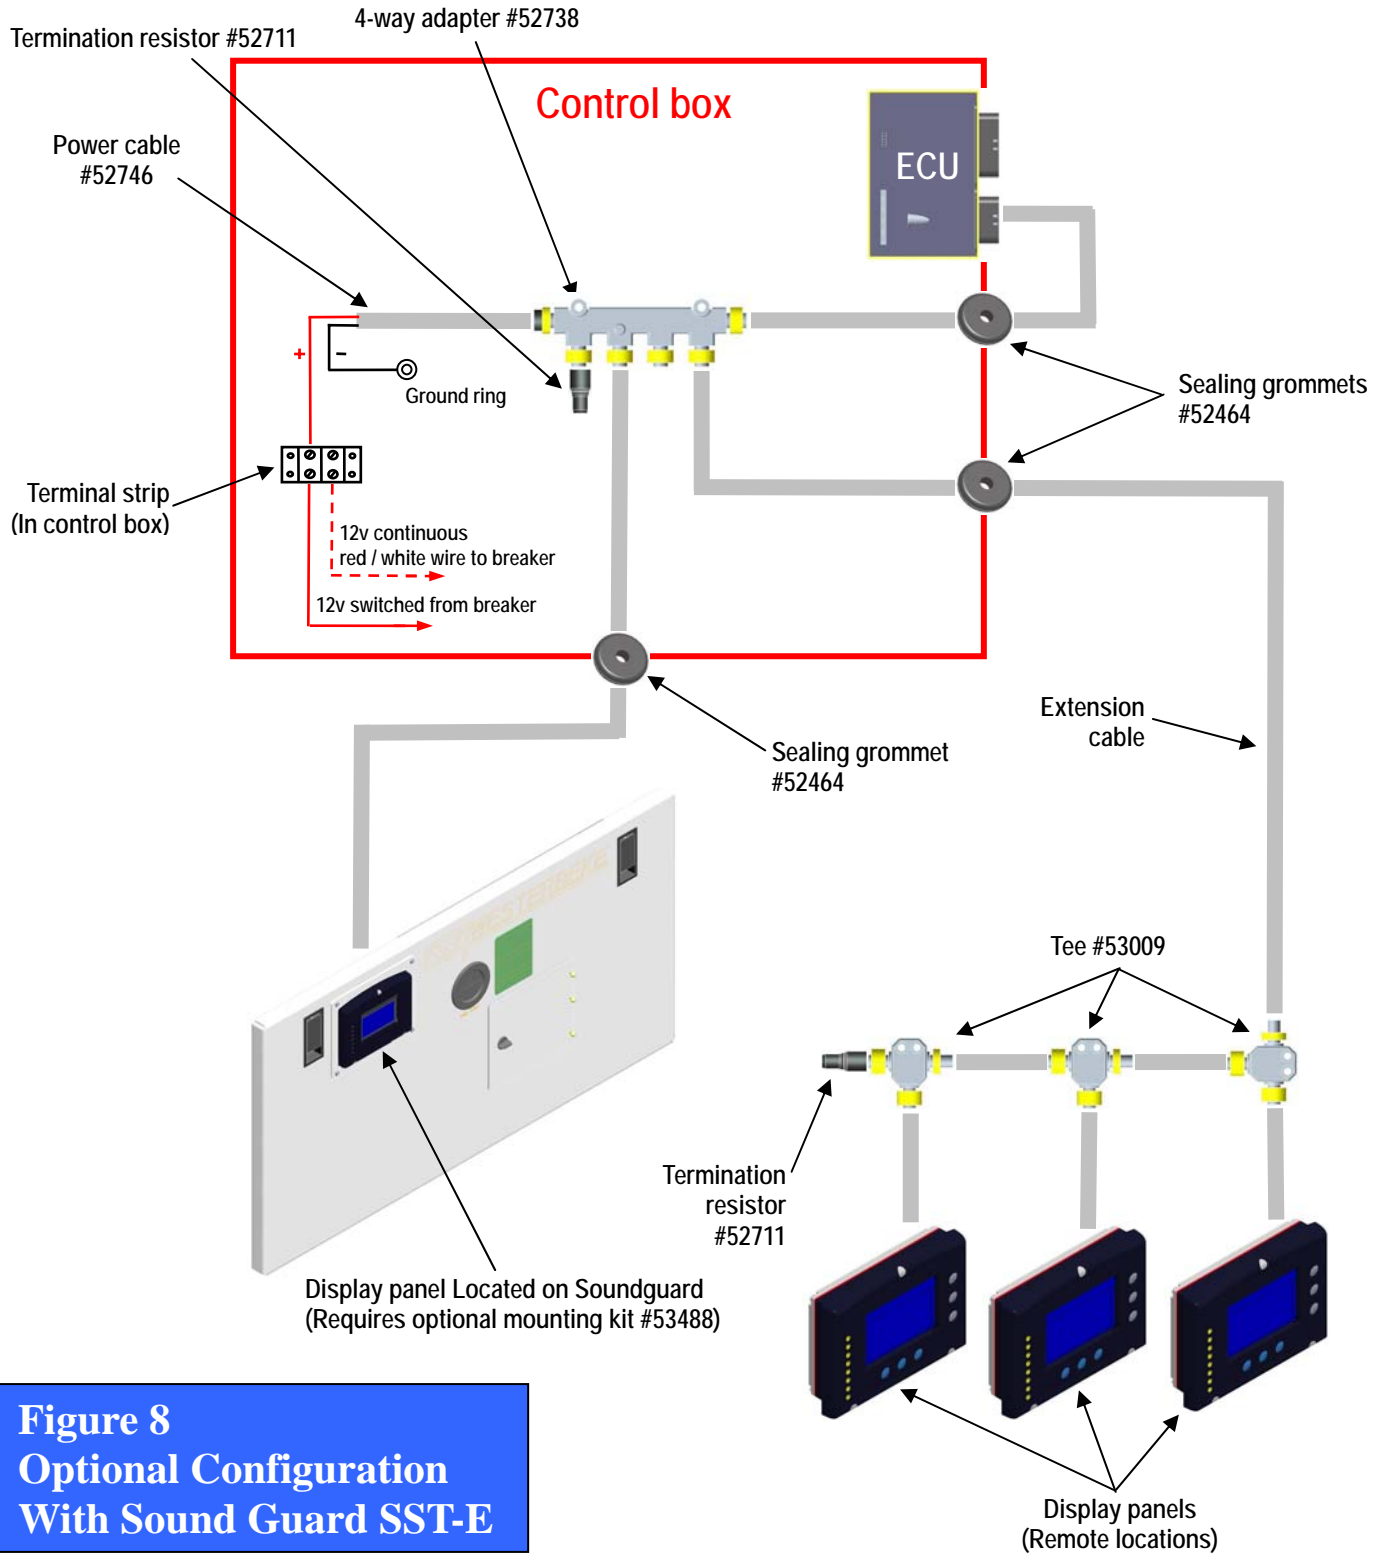 4-way adapter #52738
Termination resistor #52711
Control box
Power cable
#52746
ECU
+
-
Ground ring
Sealing grommets
#52464
Terminal strip
(In control box)
12v continuous
red / white wire to breaker
12v switched from breaker
Extension
cable
Sealing grommet
#52464
WESTERBEKE
Tee #53009
Termination
resistor
#52711
Display panel Located on Soundguard
(Requires optional mounting kit #53488)
Figure 8
Optional Configuration
With Sound Guard SST-E
Display panels
(Remote locations)